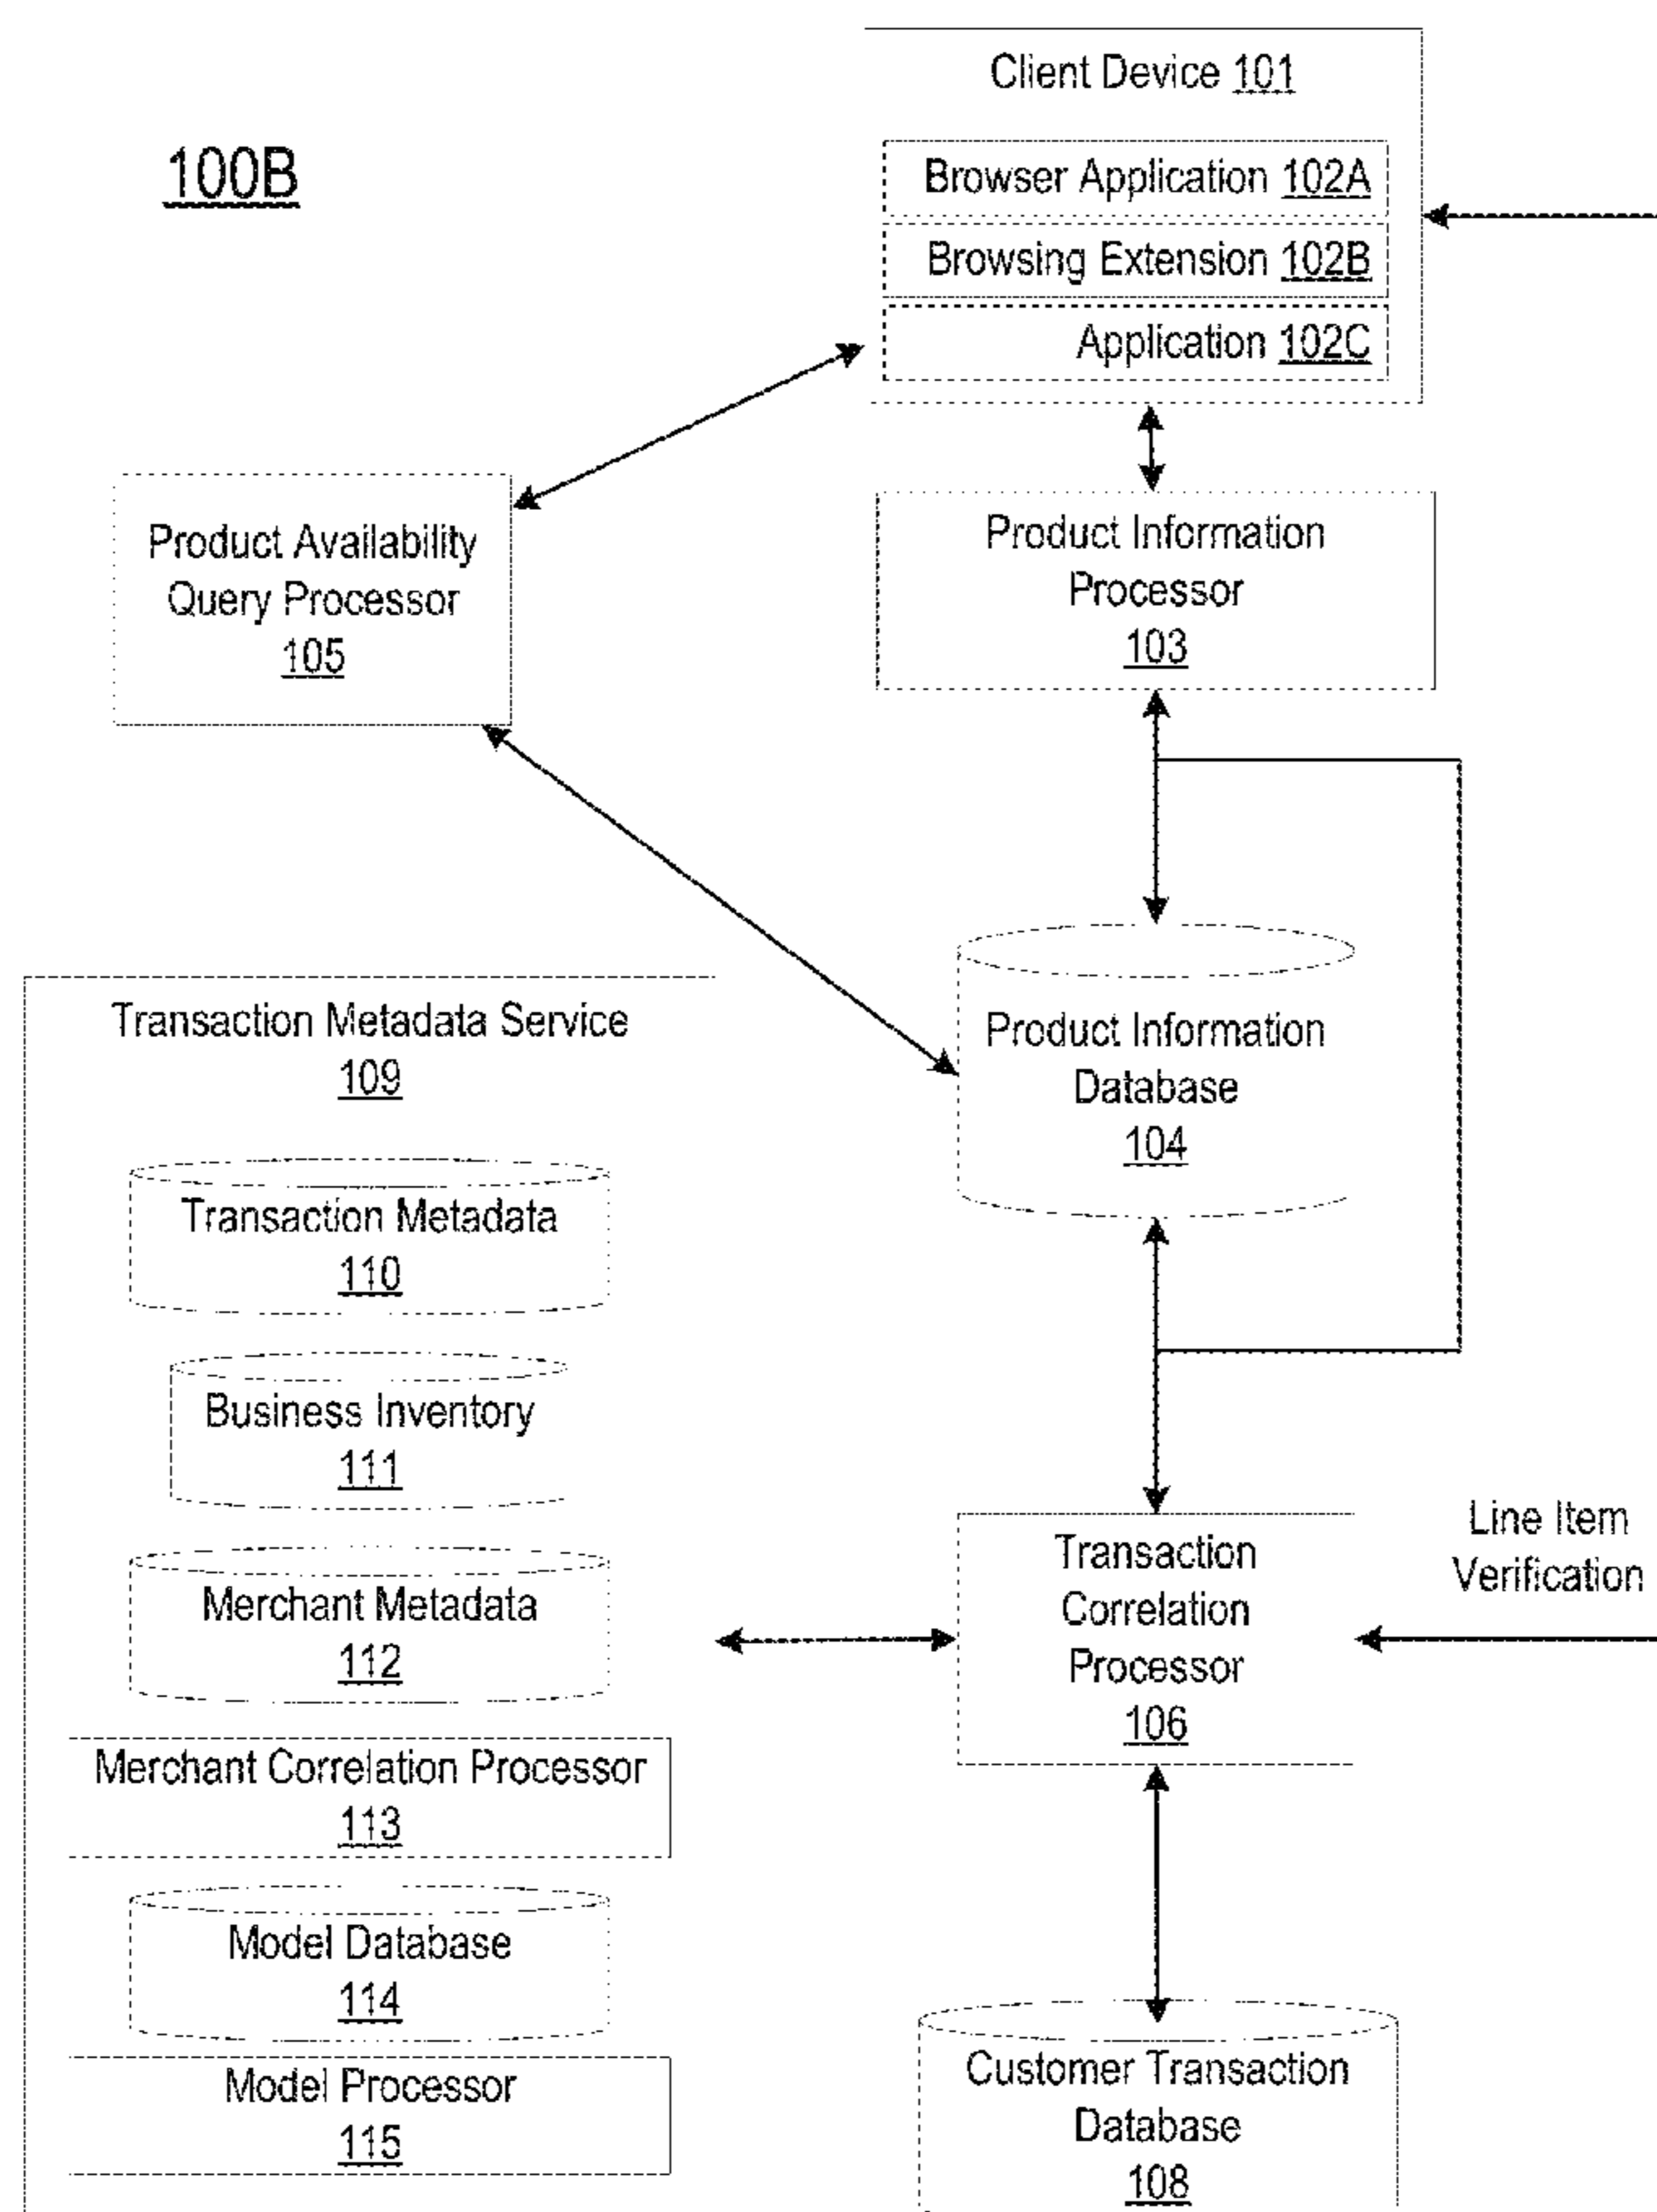 100B
Client Device 101
Browser Application 102A
Browsing Extension 102B
Application 102C
Product Availability
Query Processor
105
Product Information
Processor
103
Product Information
Database
104
Transaction Metadata Service
109
Transaction Metadata
110
Business Inventory
111
Merchant Metadata
112
Merchant Correlation Processor
113
Model Database
114
Model Processor
115
Transaction
Correlation
Processor
106
Line Item
Verification
Customer Transaction
Database
108